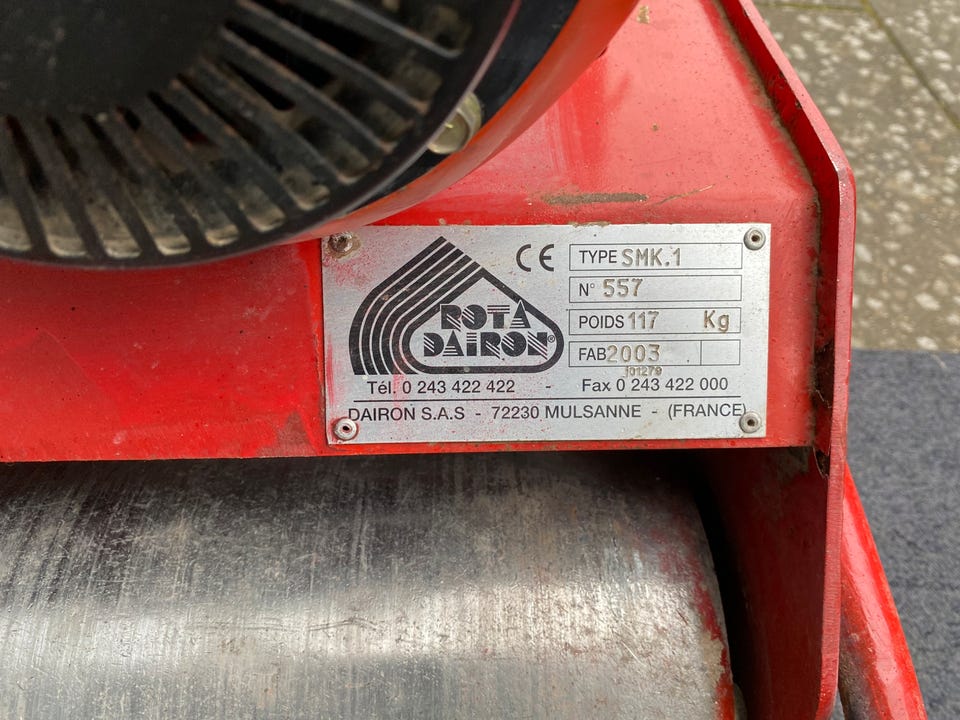 CE
TYPE SMK.1
N° 557
POIDS 117 Kg
FAB 2003
J01279
ROTA
DAIRON®
Tél. 0 243 422 422 - Fax 0 243 422 000
DAIRON S.A.S - 72230 MULSANNE - (FRANCE)